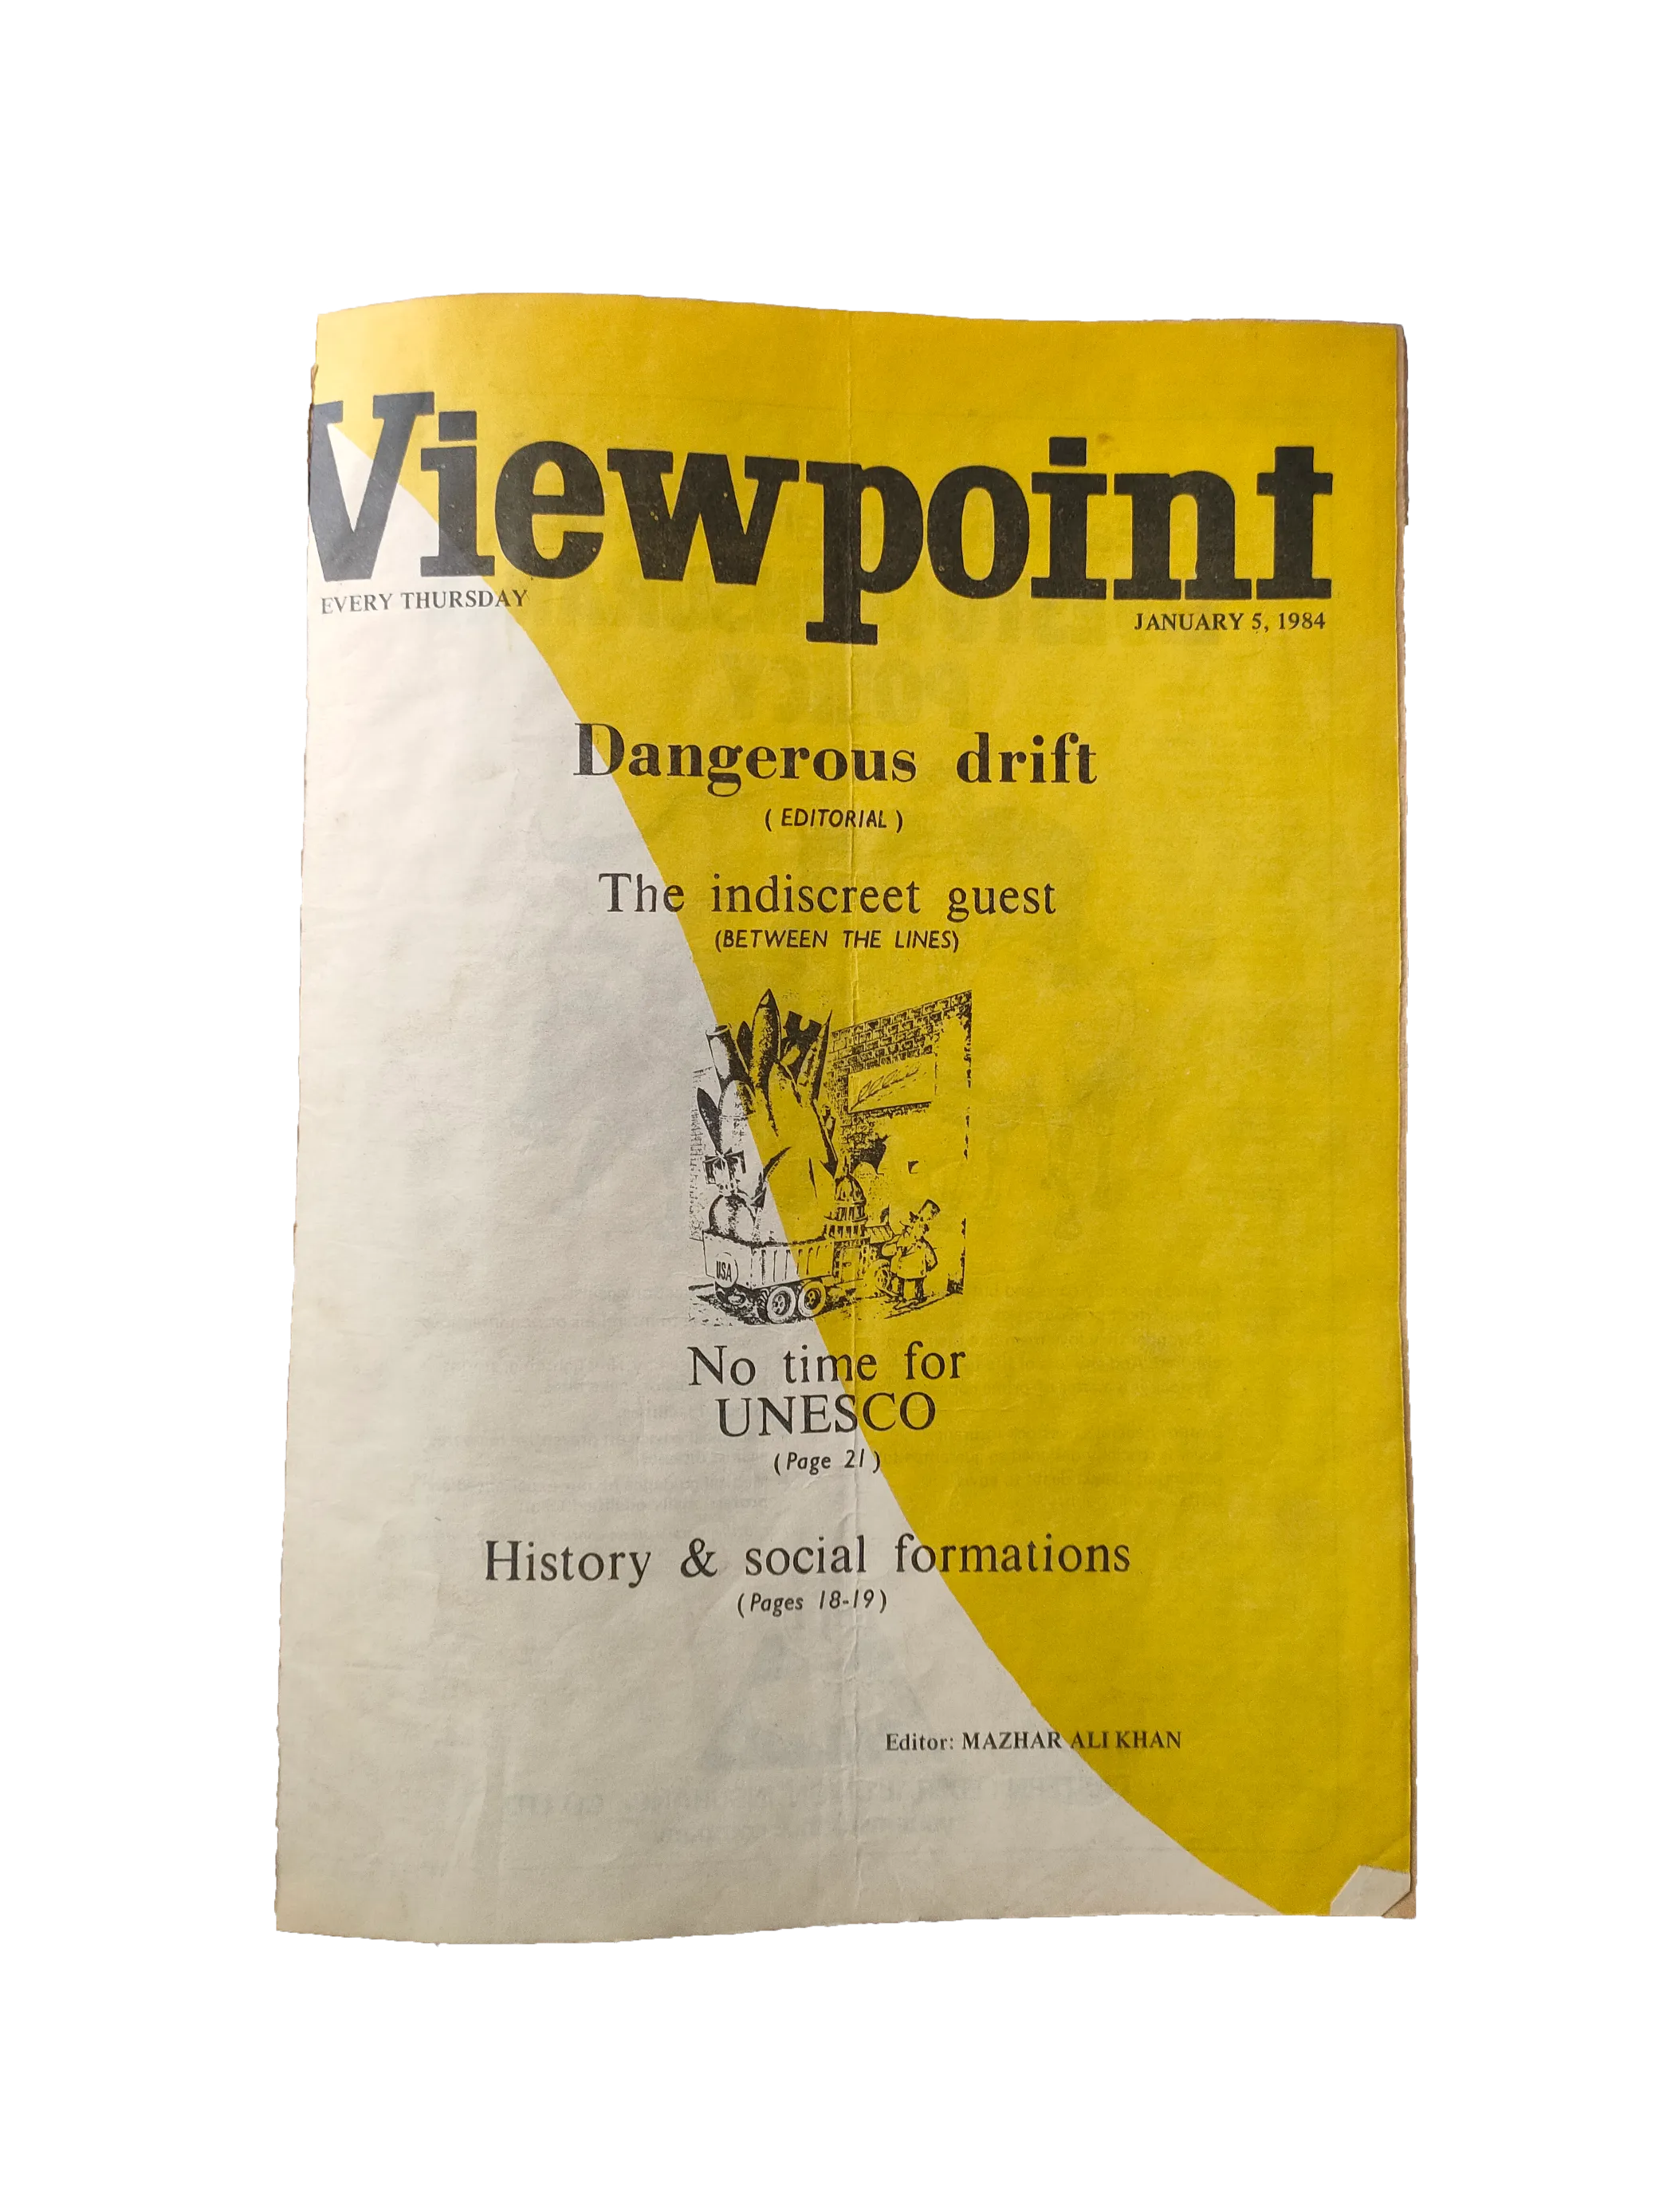 Viewpoint
EVERY THURSDAY
JANUARY 5, 1984
Dangerous drift
( EDITORIAL )
The indiscreet guest
(BETWEEN THE LINES)
USA
No time for
UNESCO
(Page 21)
History & social formations
(Pages 18-19)
Editor: MAZHAR ALI KHAN